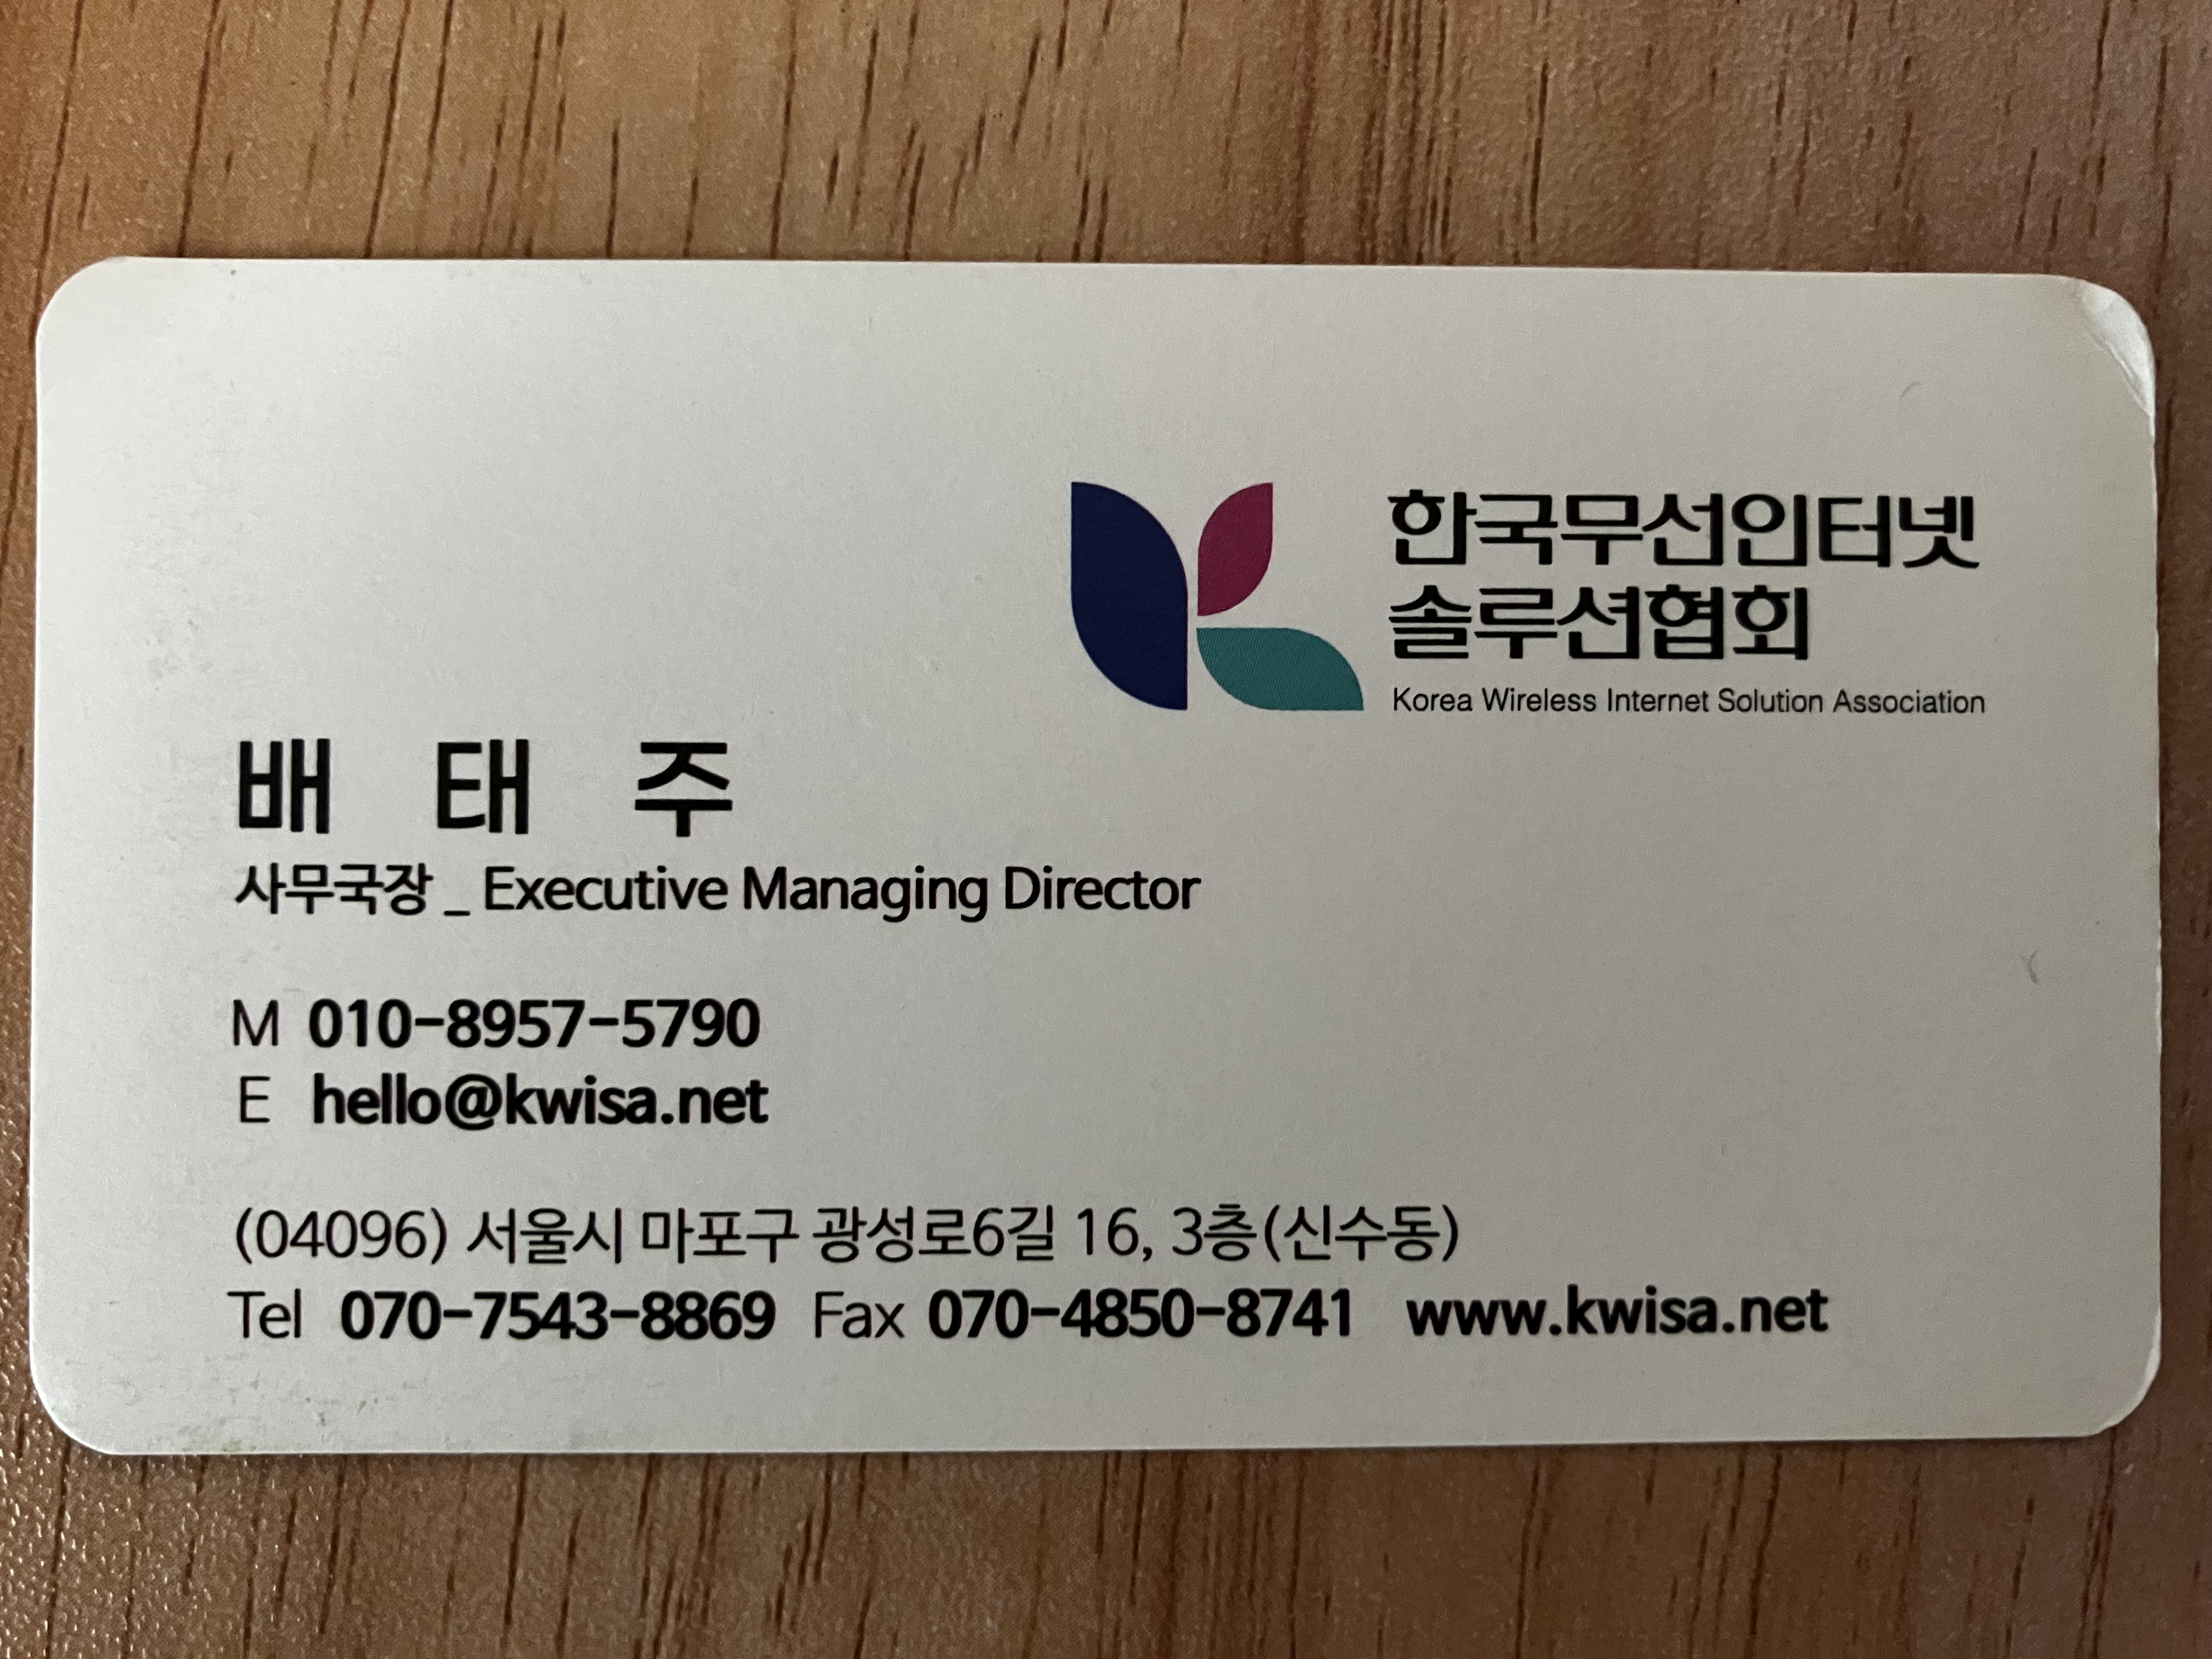 한국무선인터넷
솔루션협회
Korea Wireless Internet Solution Association
배 태 주
사무국장_ Executive Managing Director
M 010-8957-5790
E hello@kwisa.net
(04096) 서울시 마포구 광성로6길 16, 3층(신수동)
Tel 070-7543-8869 Fax 070-4850-8741 www.kwisa.net